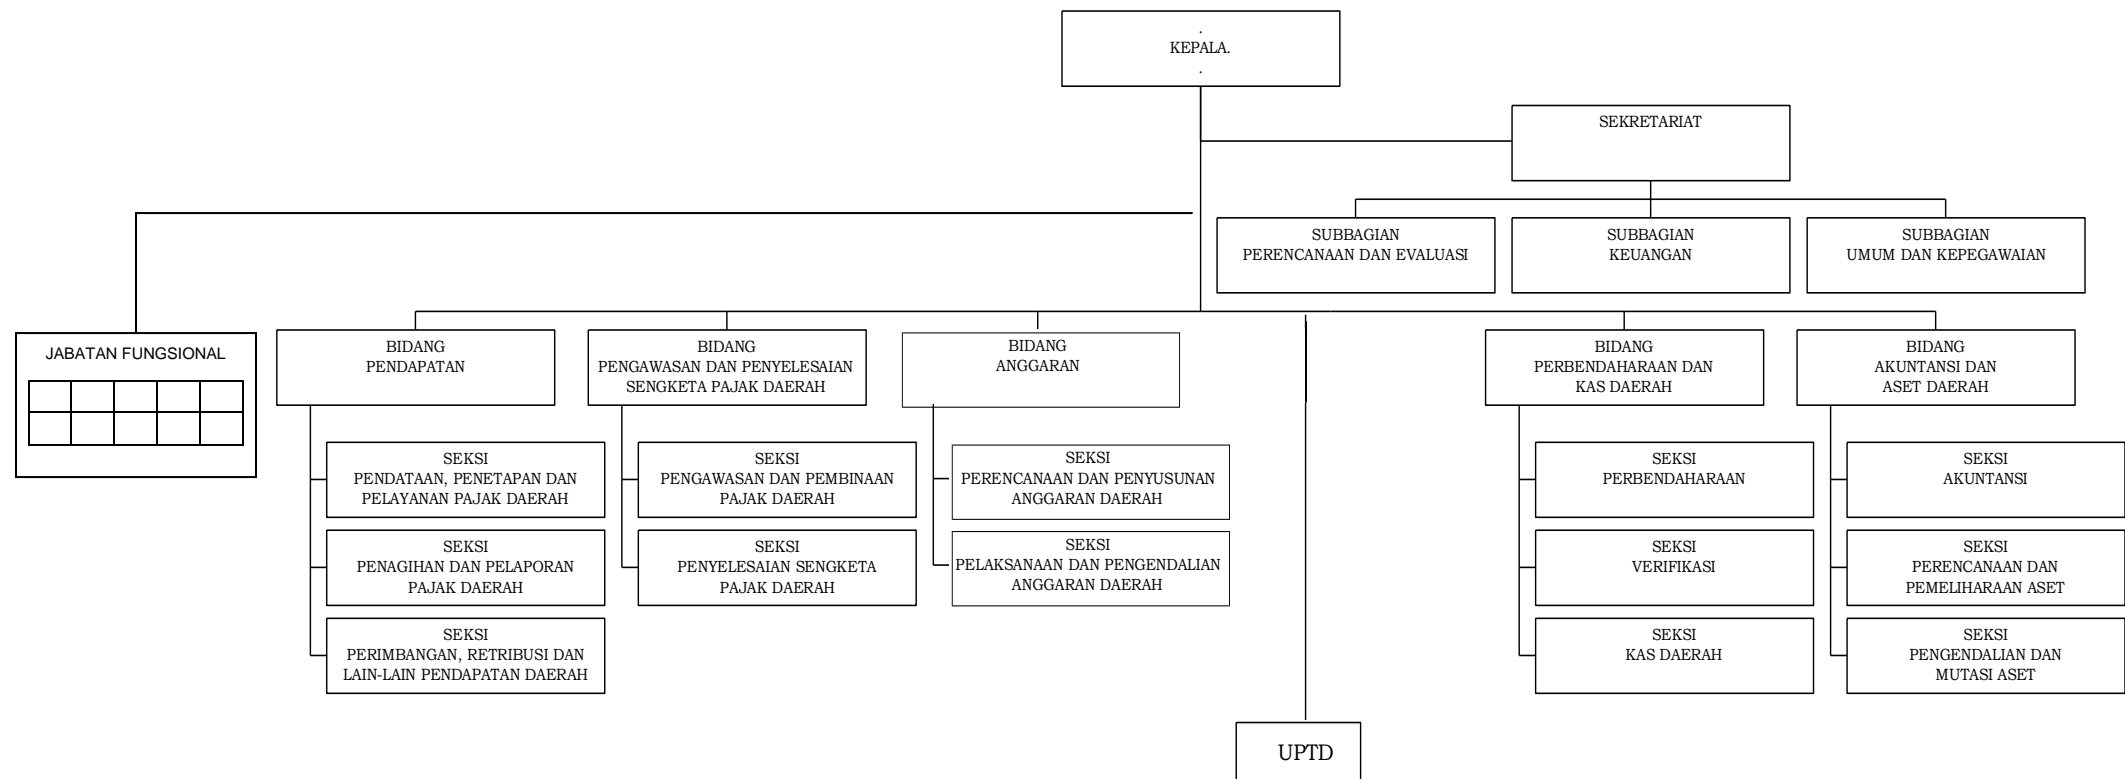 .
KEPALA.
.
SEKRETARIAT
SUBBAGIAN
PERENCANAAN DAN EVALUASI
SUBBAGIAN
KEUANGAN
SUBBAGIAN
UMUM DAN KEPEGAWAIAN
JABATAN FUNGSIONAL
BIDANG
PENDAPATAN
BIDANG
PENGAWASAN DAN PENYELESAIAN
SENGKETA PAJAK DAERAH
BIDANG
ANGGARAN
BIDANG
PERBENDAHARAAN DAN
KAS DAERAH
BIDANG
AKUNTANSI DAN
ASET DAERAH
SEKSI
PENDATAAN, PENETAPAN DAN
PELAYANAN PAJAK DAERAH
SEKSI
PENGAWASAN DAN PEMBINAAN
PAJAK DAERAH
SEKSI
PERENCANAAN DAN PENYUSUNAN
ANGGARAN DAERAH
SEKSI
PERBENDAHARAAN
SEKSI
AKUNTANSI
SEKSI
PENAGIHAN DAN PELAPORAN
PAJAK DAERAH
SEKSI
PENYELESAIAN SENGKETA
PAJAK DAERAH
SEKSI
PELAKSANAAN DAN PENGENDALIAN
ANGGARAN DAERAH
SEKSI
VERIFIKASI
SEKSI
PERENCANAAN DAN
PEMELIHARAAN ASET
SEKSI
PERIMBANGAN, RETRIBUSI DAN
LAIN-LAIN PENDAPATAN DAERAH
SEKSI
KAS DAERAH
SEKSI
PENGENDALIAN DAN
MUTASI ASET
UPTD